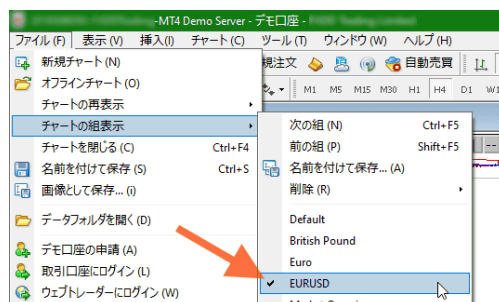 -MT4 Demo Server - デモ口座 -
ファイル (F) 表示 (V) 挿入(I) チャート (C) ツール (T) ウィンドウ (W) ヘルプ (H)
新規チャート (N)
規注文 自動売買
オフラインチャート (O)
M1 M5 M15 M30 H1 H4 D1 W1
チャートの再表示
チャートの組表示
チャートを閉じる (C) Ctrl+F4
名前を付けて保存 (S) Ctrl+S
画像として保存... (i)
データフォルダを開く (D)
デモ口座の申請 (A)
取引口座にログイン (L)
ウェブトレーダーにログイン (W)
次の組 (N) Ctrl+F5
前の組 (P) Shift+F5
名前を付けて保存... (A)
削除 (R)
Default
British Pound
Euro
EURUSD